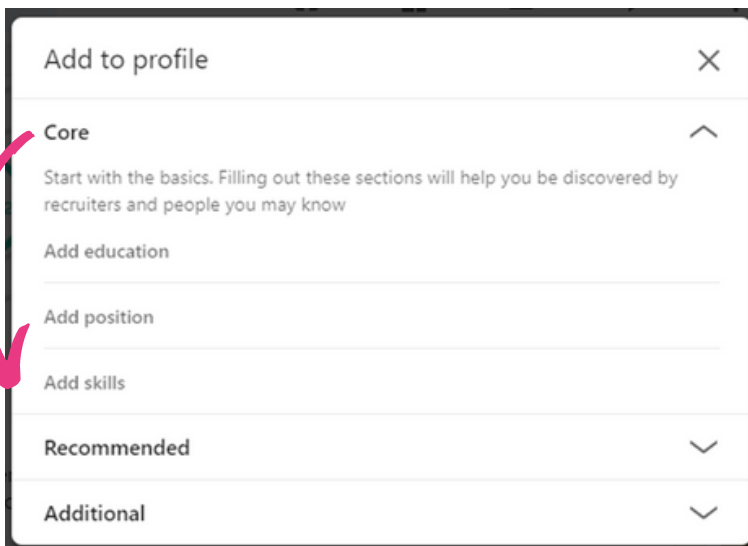 Add to profile
Core
Start with the basics. Filling out these sections will help you be discovered by
recruiters and people you may know
Add education
Add position
Add skills
Recommended
Additional